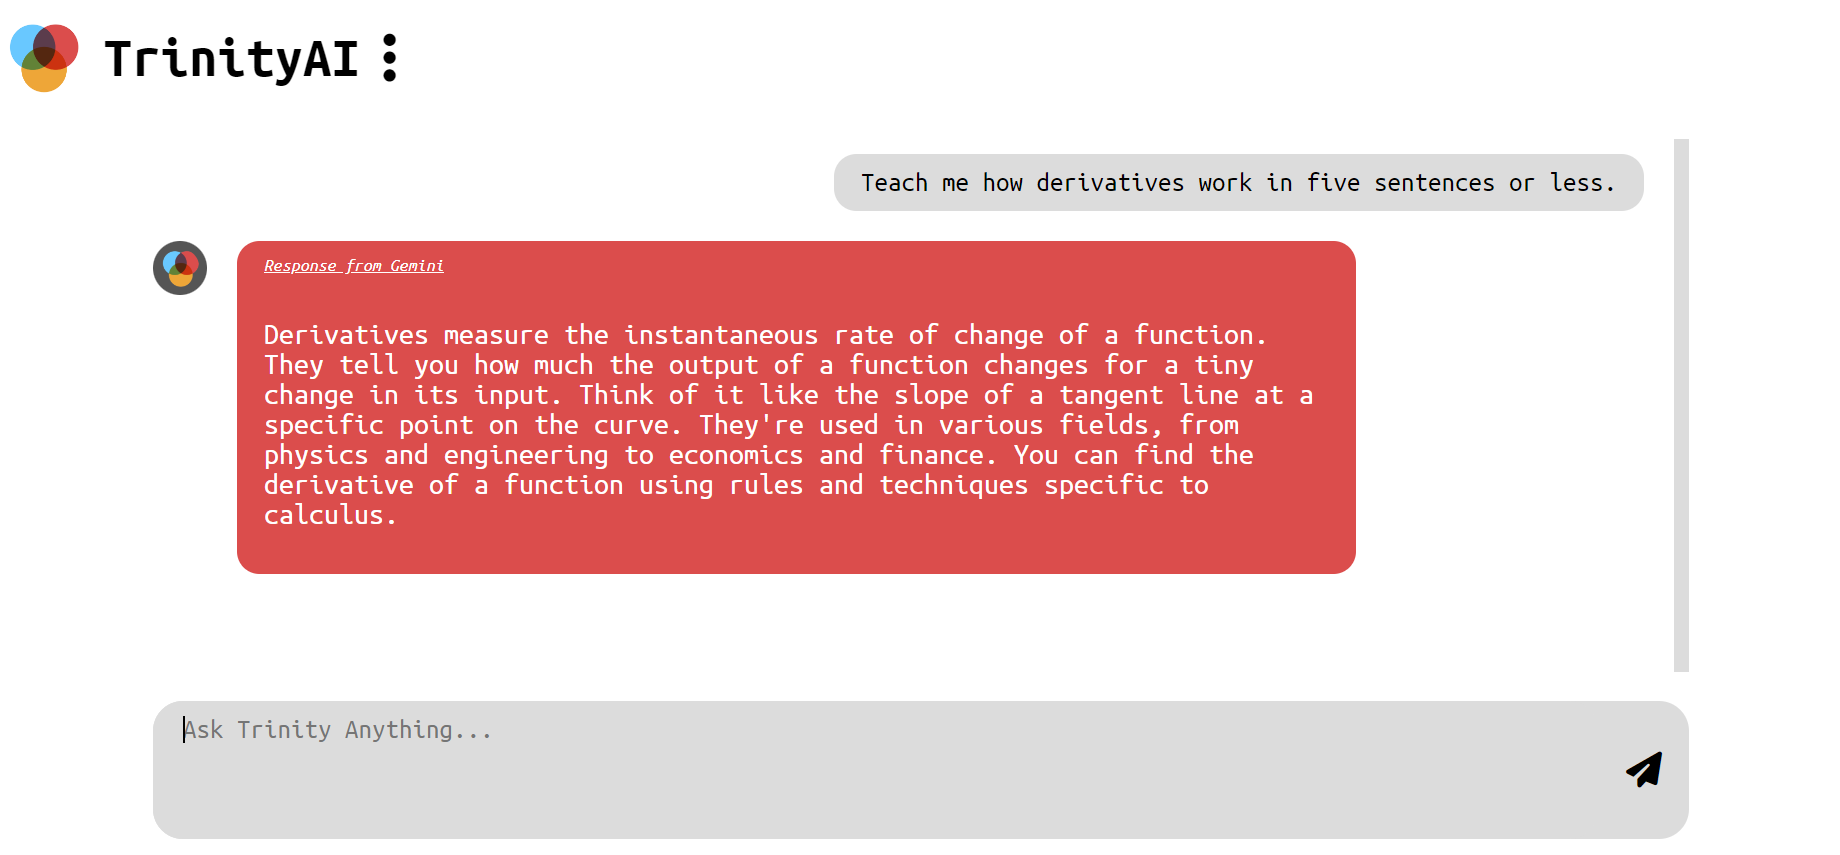 TrinityAI
Teach me how derivatives work in five sentences or less.
Response from Gemini
Derivatives measure the instantaneous rate of change of a function.
They tell you how much the output of a function changes for a tiny
change in its input. Think of it like the slope of a tangent line at a
specific point on the curve. They're used in various fields, from
physics and engineering to economics and finance. You can find the
derivative of a function using rules and techniques specific to
calculus.
Ask Trinity Anything...